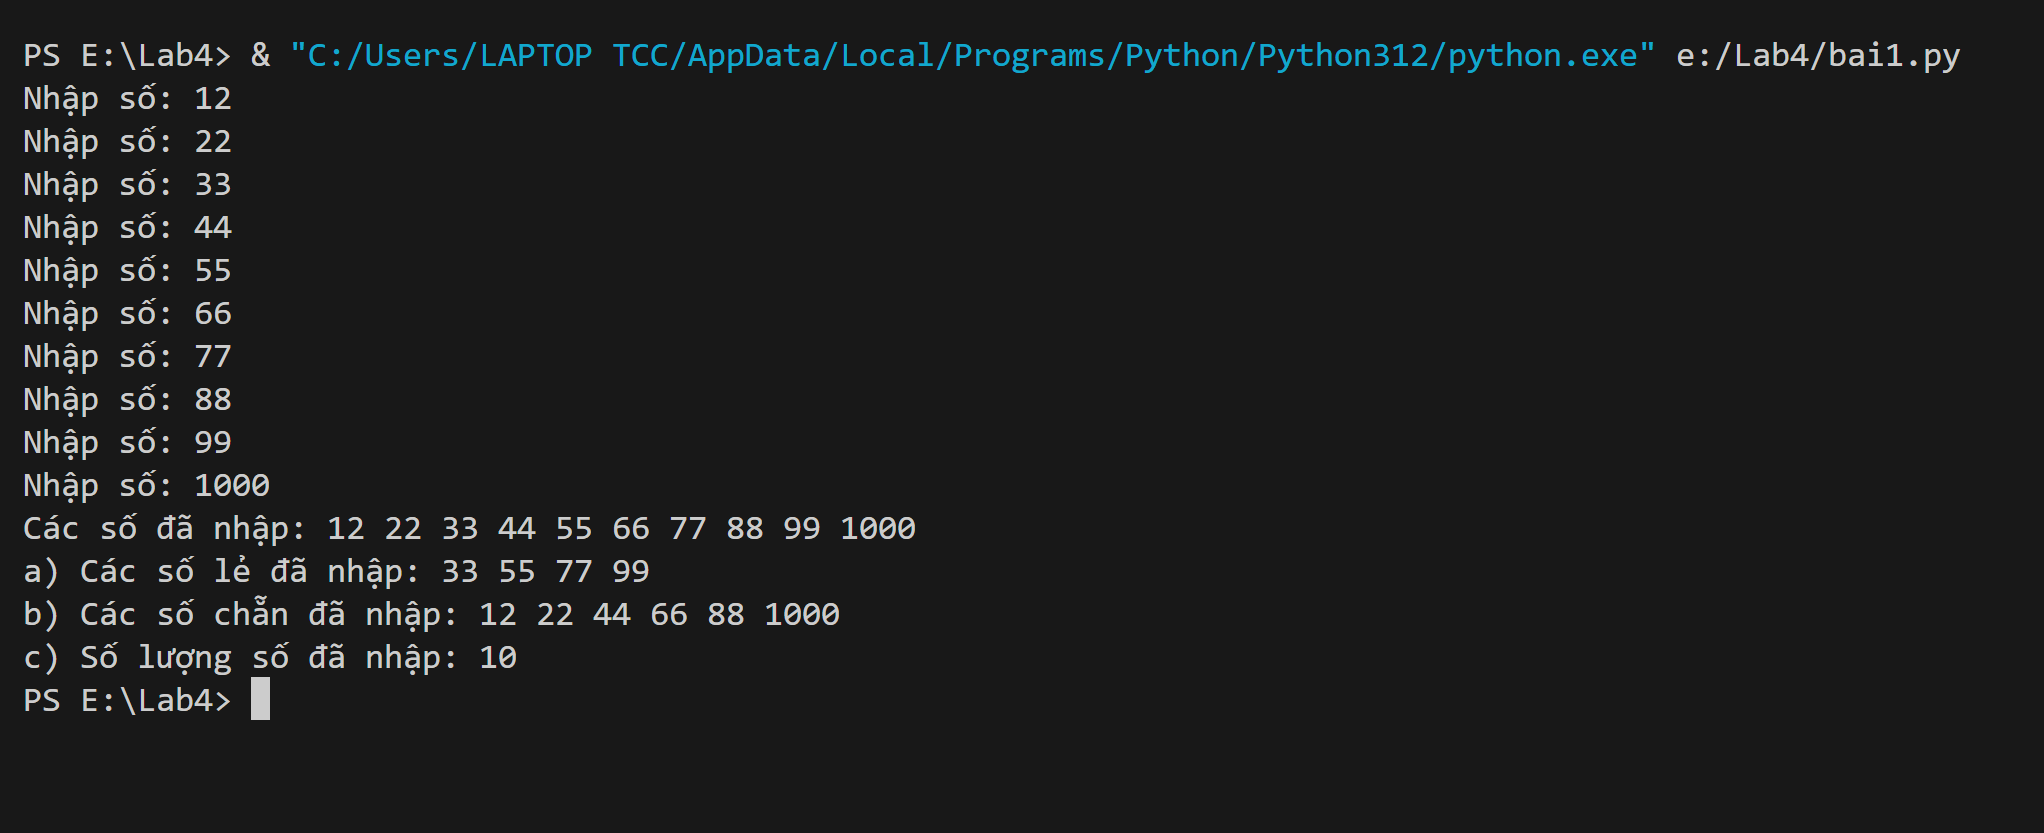 PS E:\Lab4> & "C:/Users/LAPTOP TCC/AppData/Local/Programs/Python/Python312/python.exe" e:/Lab4/bai1.py
Nhập số: 12
Nhập số: 22
Nhập số: 33
Nhập số: 44
Nhập số: 55
Nhập số: 66
Nhập số: 77
Nhập số: 88
Nhập số: 99
Nhập số: 1000
Các số đã nhập: 12 22 33 44 55 66 77 88 99 1000
a) Các số lẻ đã nhập: 33 55 77 99
b) Các số chẵn đã nhập: 12 22 44 66 88 1000
c) Số lượng số đã nhập: 10
PS E:\Lab4>